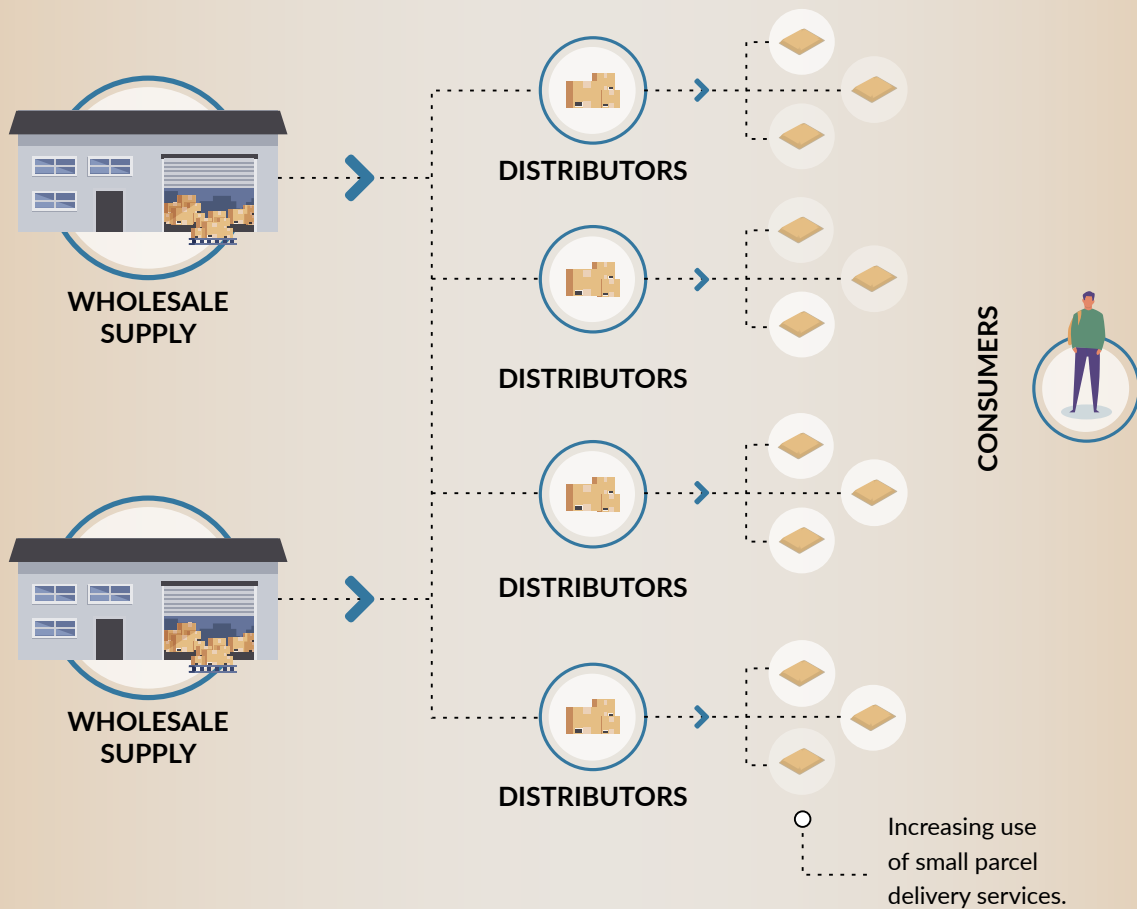 DISTRIBUTORS
WHOLESALE
SUPPLY
DISTRIBUTORS
CONSUMERS
DISTRIBUTORS
WHOLESALE
SUPPLY
DISTRIBUTORS
Increasing use
of small parcel
delivery services.